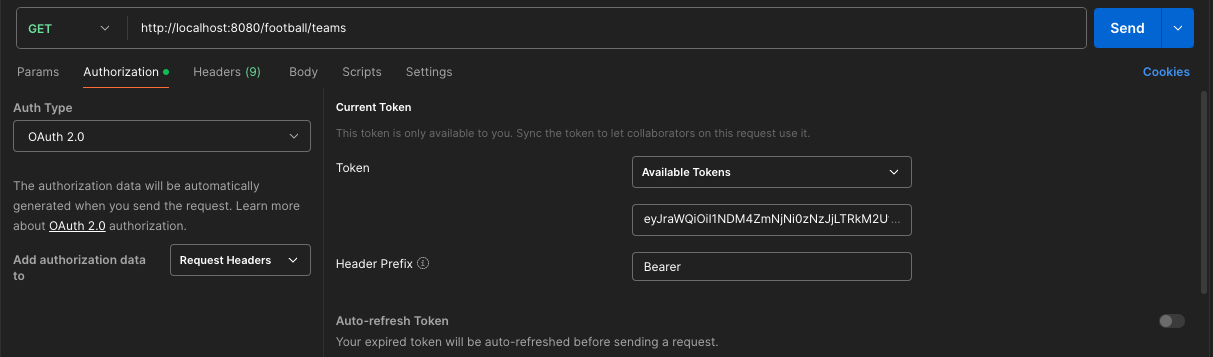 GET http://localhost:8080/football/teams Send
Params Authorization Headers (9) Body Scripts Settings Cookies
Auth Type
OAuth 2.0
The authorization data will be automatically
generated when you send the request. Learn more
about OAuth 2.0 authorization.
Add authorization data
to
Request Headers
Current Token
This token is only available to you. Sync the token to let collaborators on this request use it.
Token
Available Tokens
eyJraWQiOiI1NDM4ZmNjNi0zNzJjLTRkM2U ...
Header Prefix
Bearer
Auto-refresh Token
Your expired token will be auto-refreshed before sending a request.